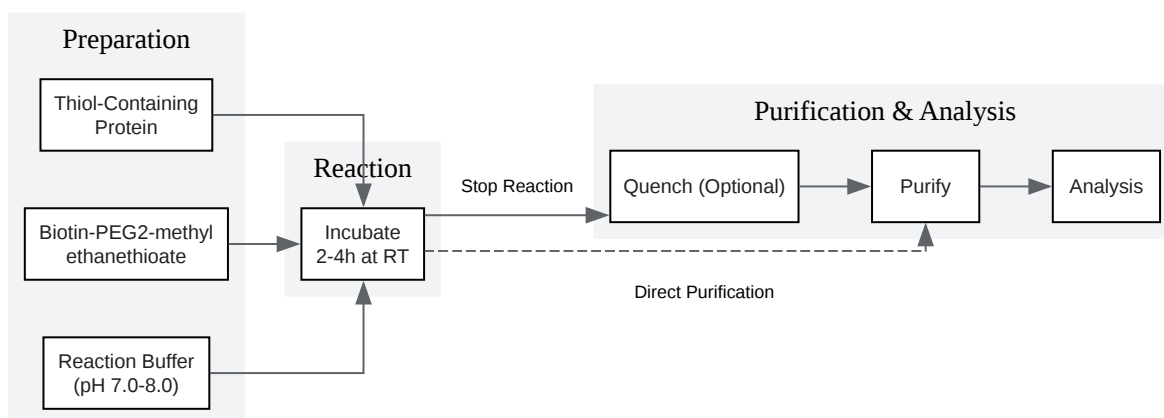 Preparation
Thiol-Containing
Protein
Biotin-PEG2-methyl
ethanethioate
Reaction Buffer
(pH 7.0-8.0)
Reaction
Incubate
2-4h at RT
Stop Reaction
Direct Purification
Purification & Analysis
Quench (Optional)
Purify
Analysis